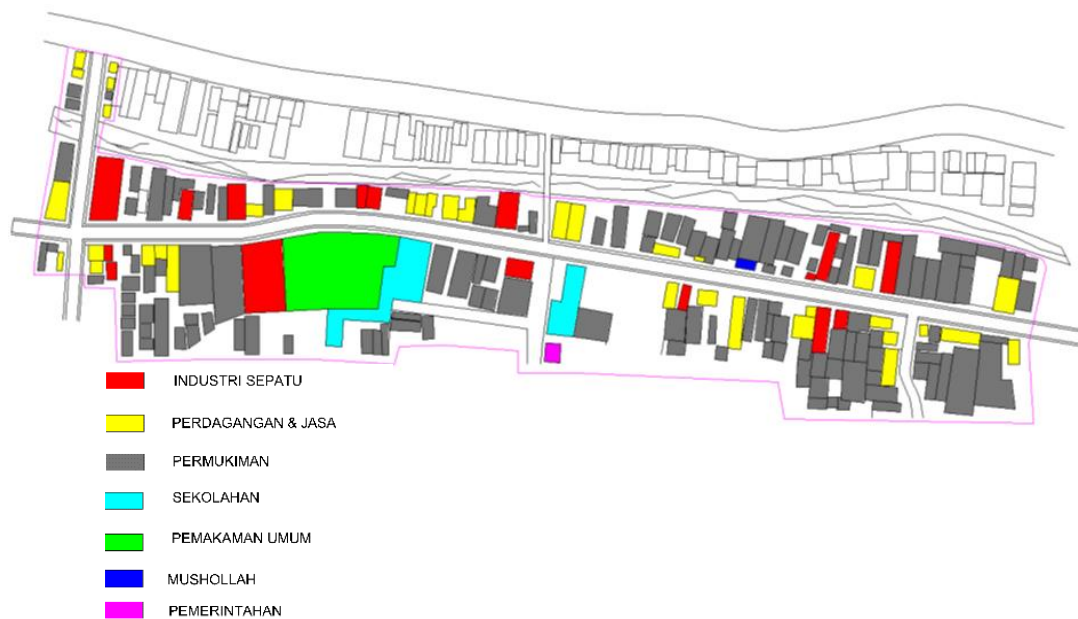 INDUSTRI SEPATU
PERDAGANGAN & JASA
PERMUKIMAN
SEKOLAHAN
PEMAKAMAN UMUM
MUSHOLLAH
PEMERINTAHAN